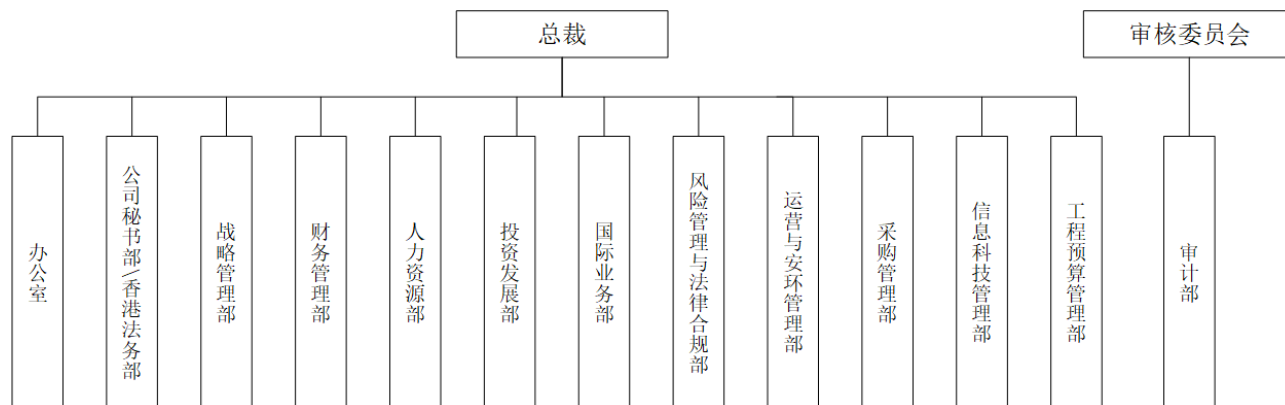 总裁
审核委员会
办公室
公司秘书部\香港法务部
战略管理部
财务管理部
人力资源部
投资发展部
国际业务部
风险管理与法律合规部
运营与安环管理部
采购管理部
信息科技管理部
工程预算管理部
审计部